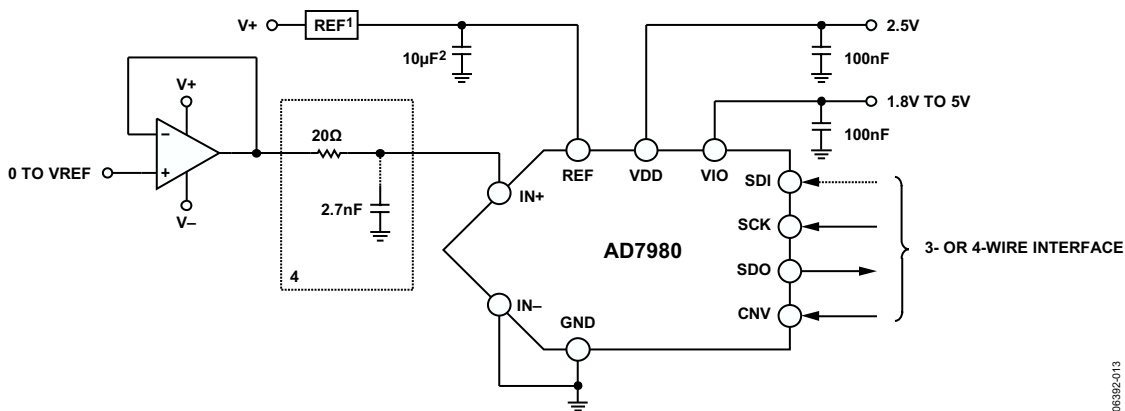 V+ REF1
10µF2
2.5V
100nF
1.8V TO 5V
100nF
V+
−
+
0 TO VREF
V−
20Ω
2.7nF
4
REF VDD VIO
IN+
IN−
GND
AD7980
SDI
SCK
SDO
CNV
3- OR 4-WIRE INTERFACE
06392-013